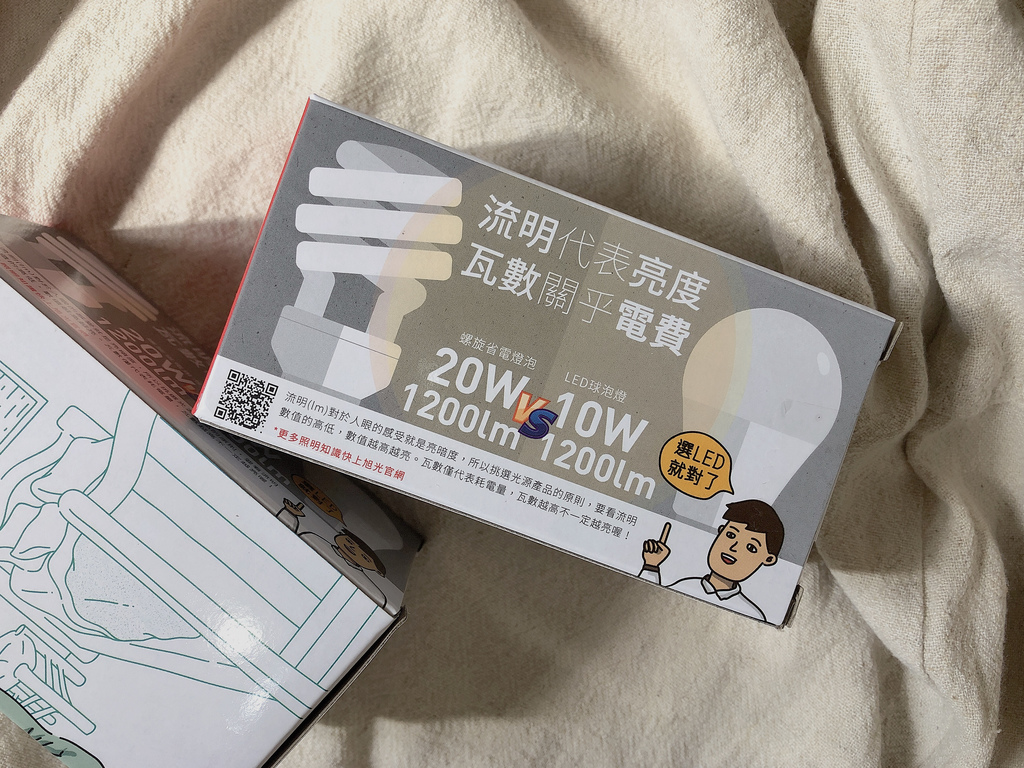 流明代表亮度
瓦數關乎電費
螺旋省電燈泡
20W
1200lm
VS
LED球泡燈
10W
1200lm
選LED
就對了
流明(lm)對於人眼的感受就是亮暗度，所以挑選光源產品的原則，要看流明
數值的高低，數值越高越亮。瓦數僅代表耗電量，瓦數越高不一定越亮喔！
*更多照明知識快上旭光官網